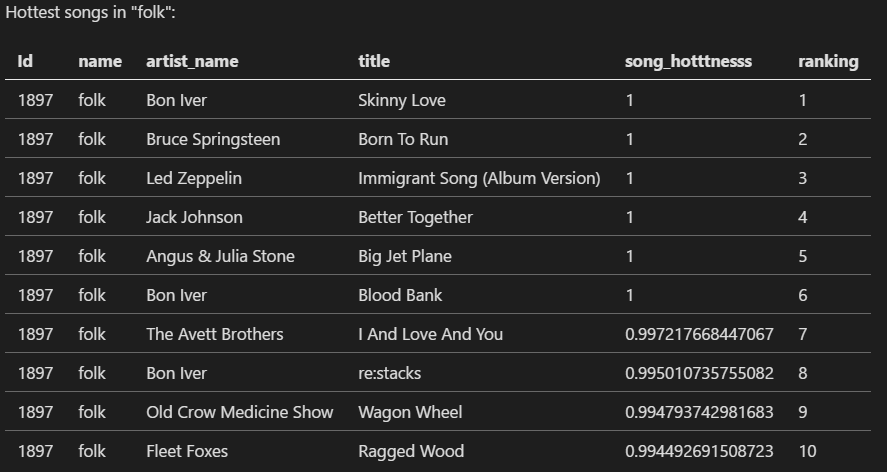 Hottest songs in "folk":
Id name artist_name title song_hotttnesss ranking
1897 folk Bon Iver Skinny Love 1 1
1897 folk Bruce Springsteen Born To Run 1 2
1897 folk Led Zeppelin Immigrant Song (Album Version) 1 3
1897 folk Jack Johnson Better Together 1 4
1897 folk Angus & Julia Stone Big Jet Plane 1 5
1897 folk Bon Iver Blood Bank 1 6
1897 folk The Avett Brothers I And Love And You 0.997217668447067 7
1897 folk Bon Iver re:stacks 0.995010735755082 8
1897 folk Old Crow Medicine Show Wagon Wheel 0.994793742981683 9
1897 folk Fleet Foxes Ragged Wood 0.994492691508723 10